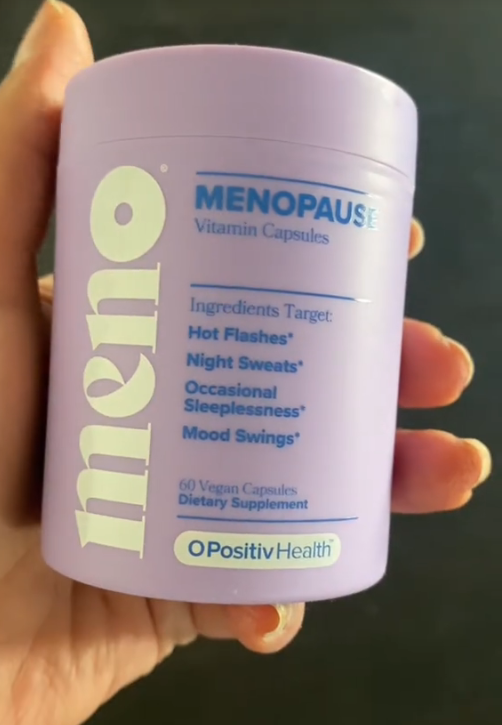 meno
MENOPAUSE
Vitamin Capsules
Ingredients Target:
Hot Flashes*
Night Sweats*
Occasional
Sleeplessness*
Mood Swings*
60 Vegan Capsules
Dietary Supplement
OPositivHealth™